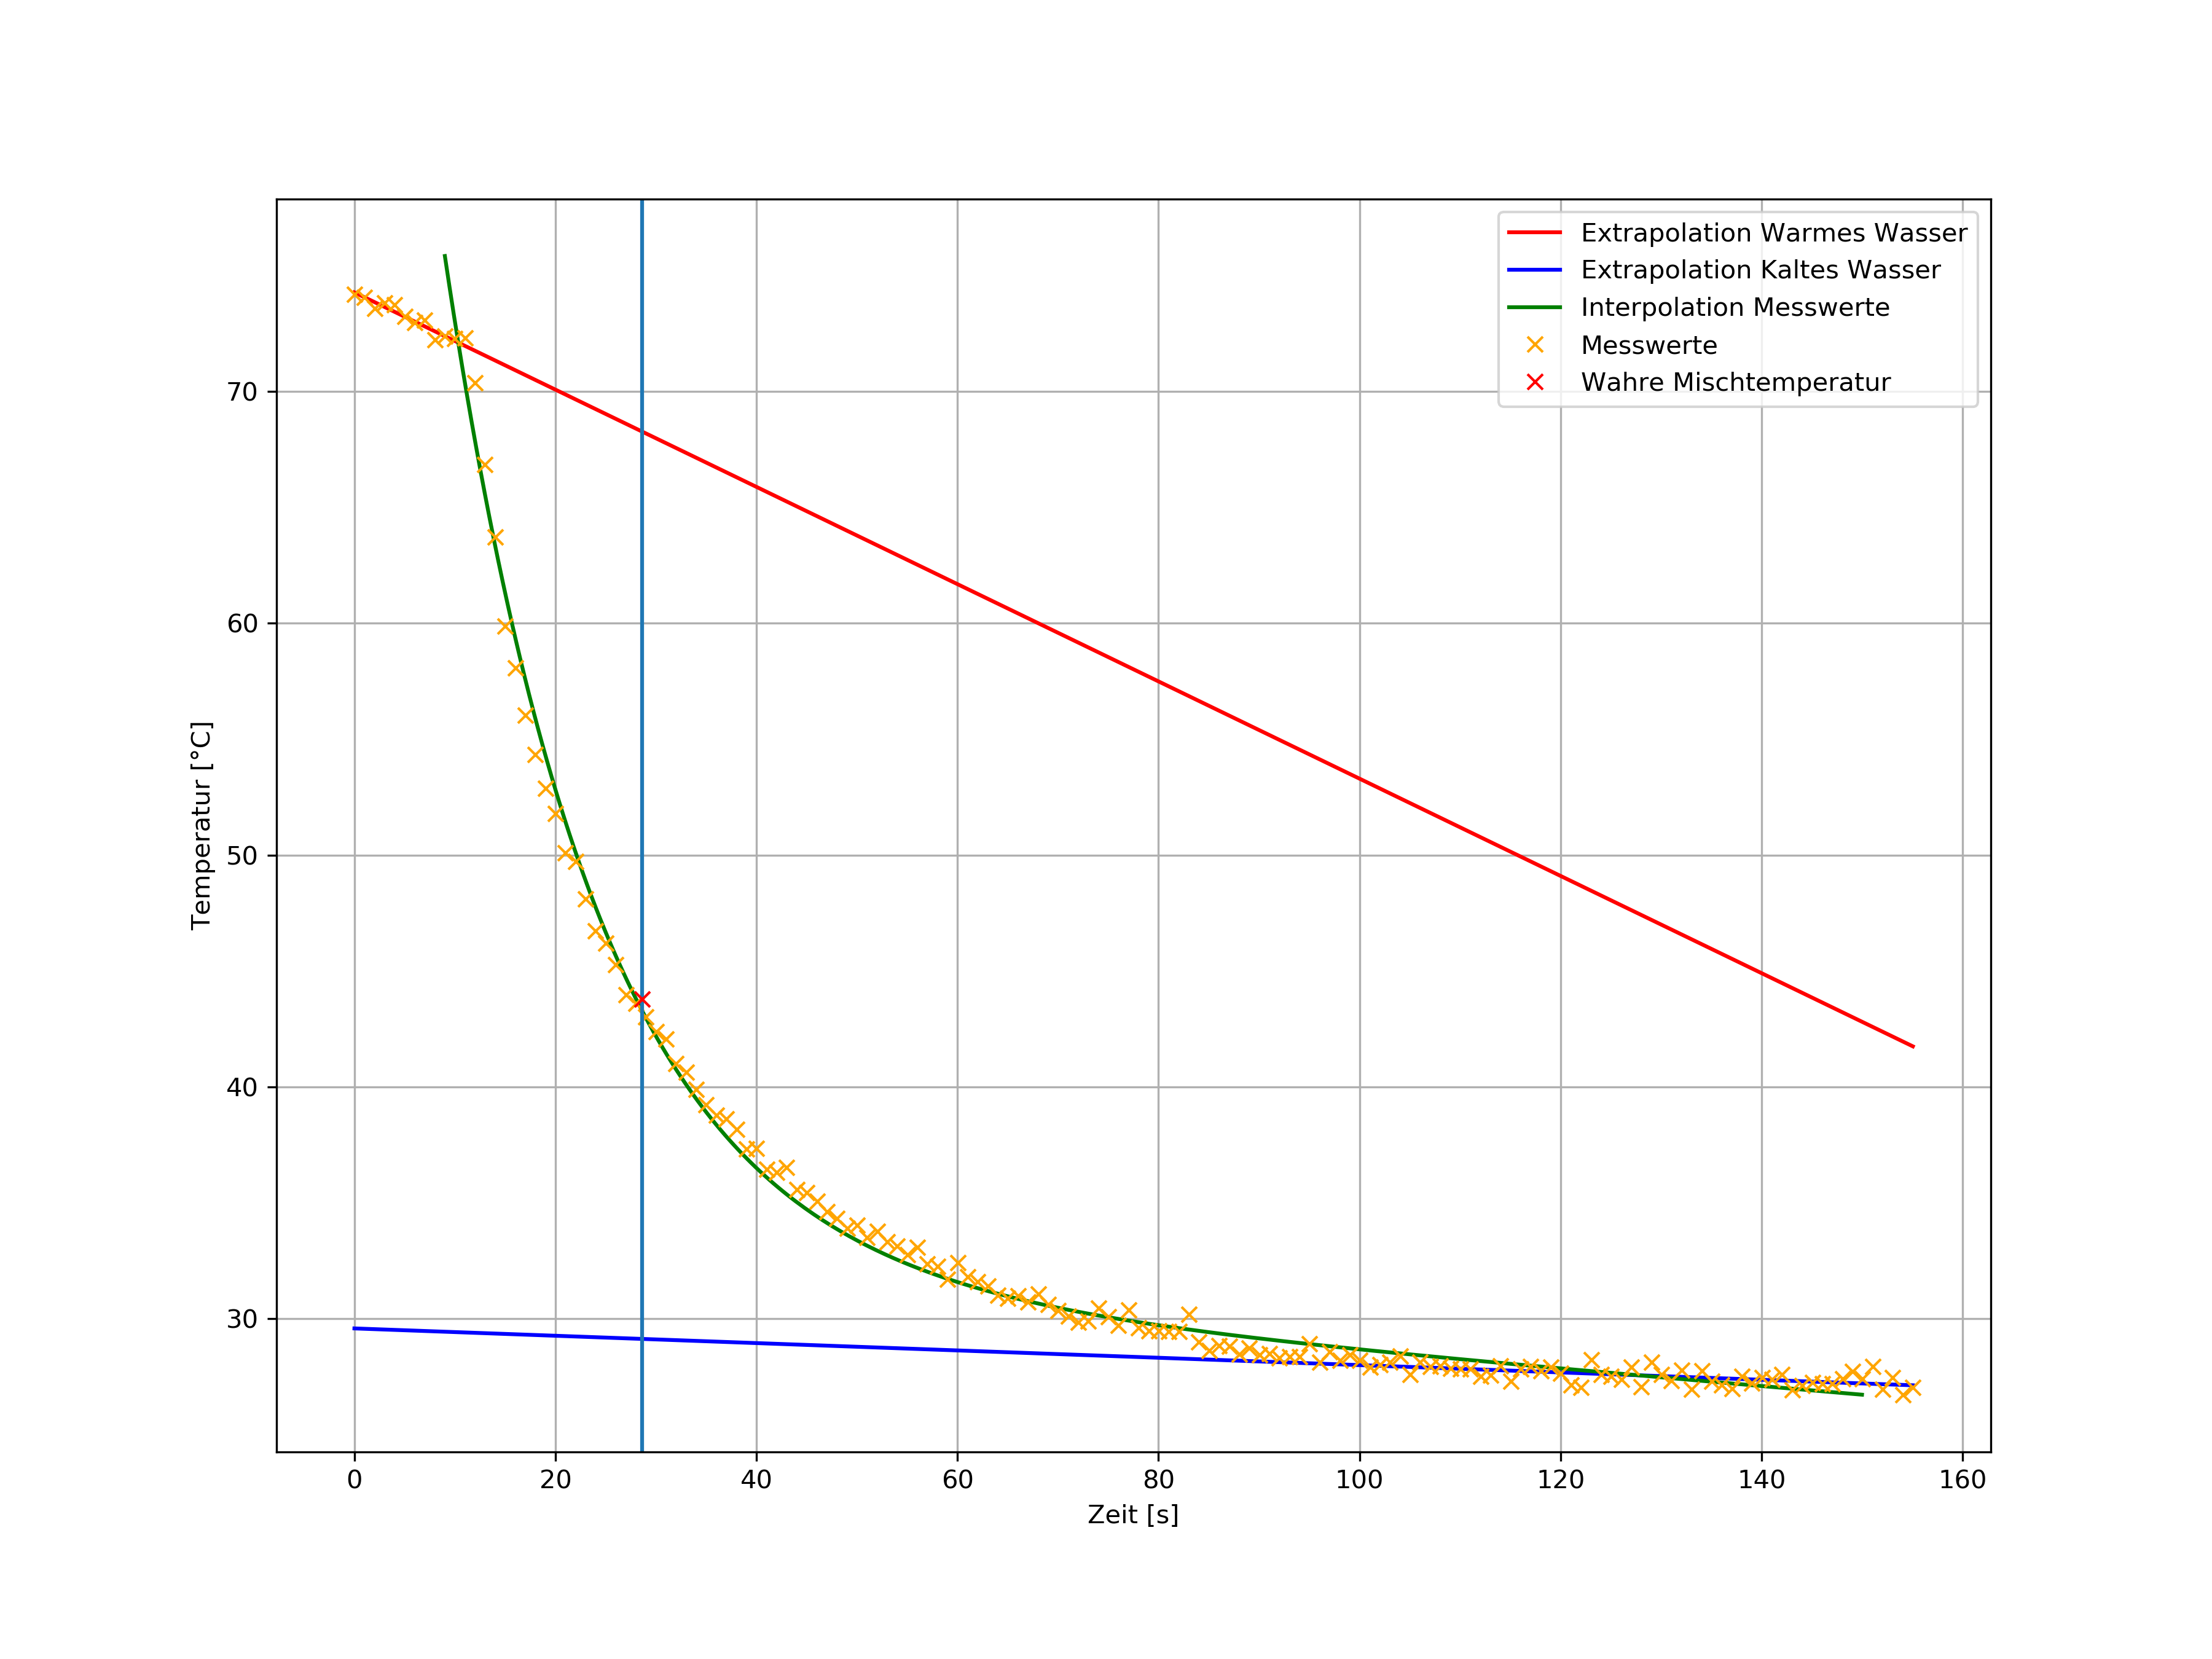 Extrapolation Warmes Wasser
Extrapolation Kaltes Wasser
Interpolation Messwerte
Messwerte
Wahre Mischtemperatur
70
60
50
40
30
Temperatur [°C]
0 20 40 60 80 100 120 140 160
Zeit [s]